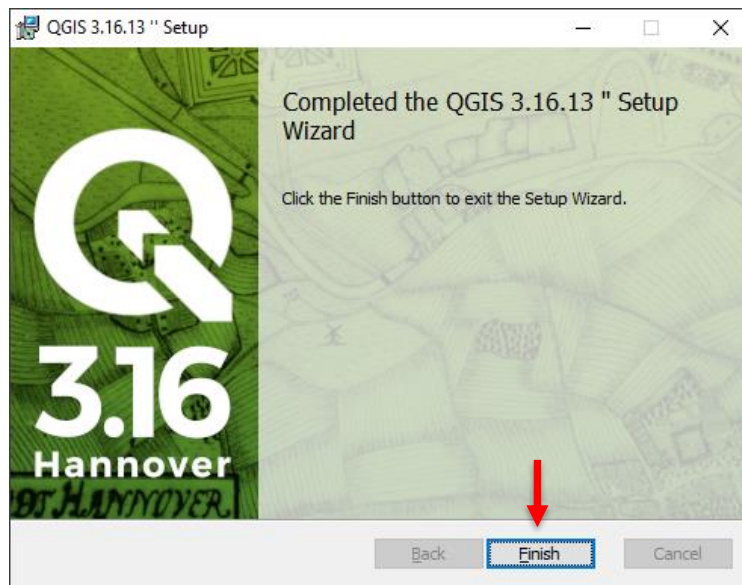 QGIS 3.16.13 '' Setup
Completed the QGIS 3.16.13 " Setup
Wizard
Click the Finish button to exit the Setup Wizard.
3.16
Hannover
HANNOVER
Back Finish Cancel